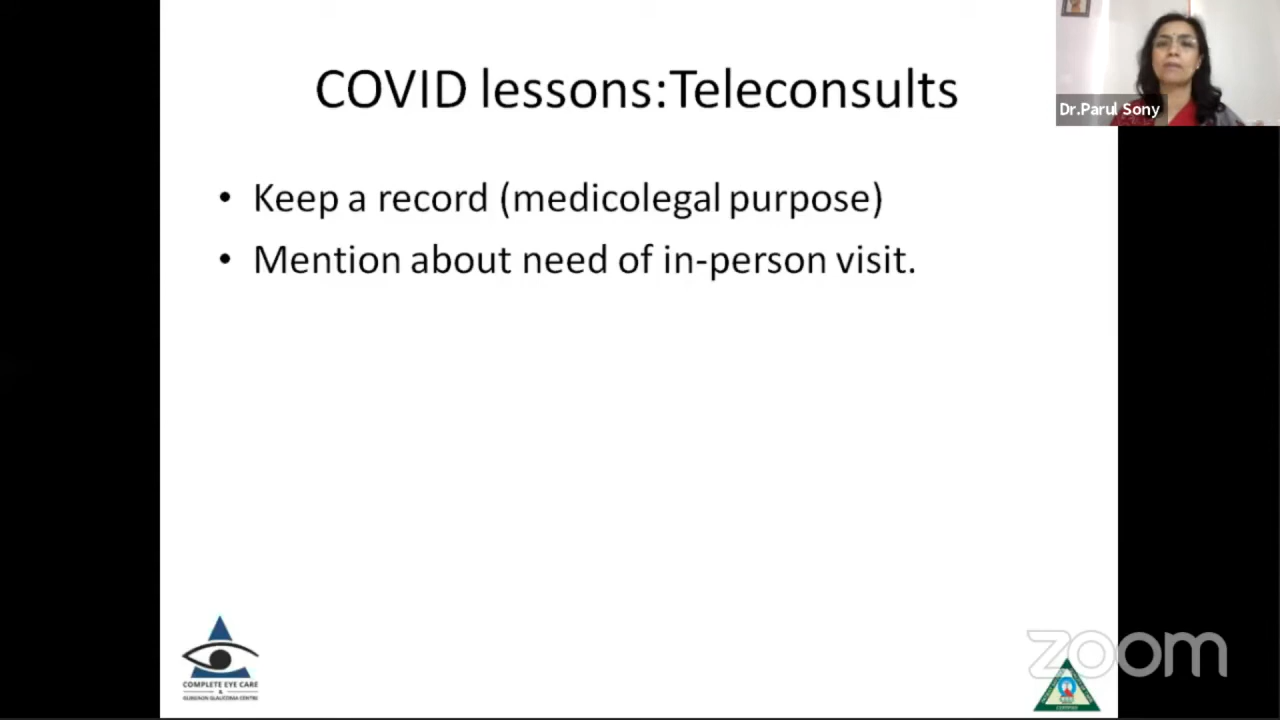 COVID lessons:Teleconsults
Dr.Parul Sony
• Keep a record (medicolegal purpose)
• Mention about need of in-person visit.
COMPLETE EYE CARE
&
GURGAON GLAUCOMA CENTRE
zoom